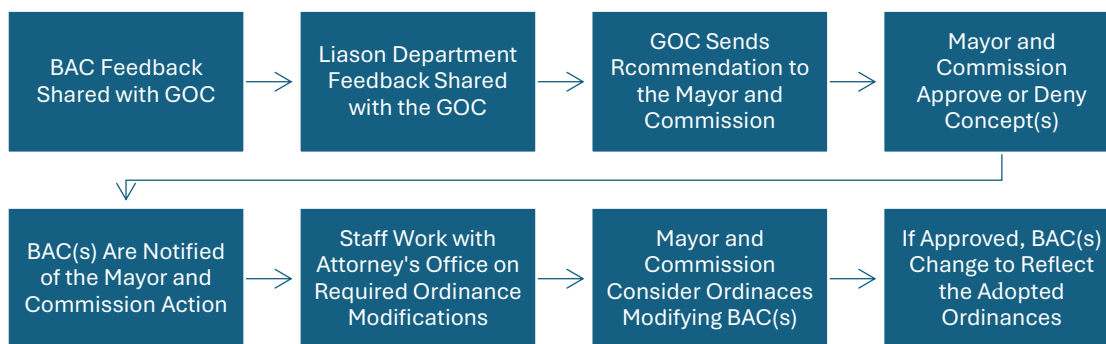 BAC Feedback
Shared with GOC
Liason Department
Feedback Shared
with the GOC
GOC Sends
Rcommendation to
the Mayor and
Commission
Mayor and
Commission
Approve or Deny
Concept(s)
BAC(s) Are Notified
of the Mayor and
Commission Action
Staff Work with
Attorney's Office on
Required Ordinance
Modifications
Mayor and
Commission
Consider Ordinaces
Modifying BAC(s)
If Approved, BAC(s)
Change to Reflect
the Adopted
Ordinances